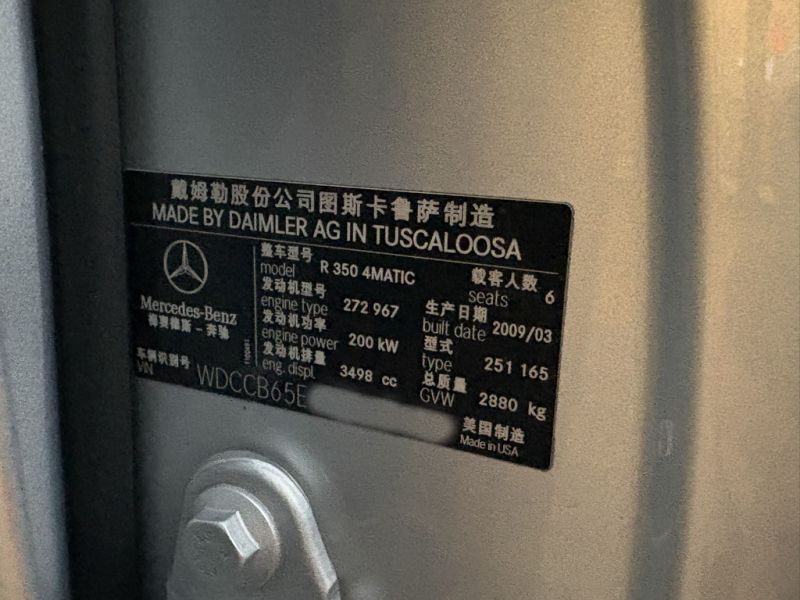 戴姆勒股份公司图斯卡鲁萨制造
MADE BY DAIMLER AG IN TUSCALOOSA
Mercedes-Benz
梅赛德斯－奔驰
整车型号
model R 350 4MATIC
载客人数
seats 6
发动机型号
engine type 272 967
生产日期
built date 2009/03
发动机功率
engine power 200 kW
型式
type 251 165
发动机排量
eng. displ. 3498 cc
总质量
GVW 2880 kg
车辆识别号
VIN WDCCB65E
美国制造
Made in USA